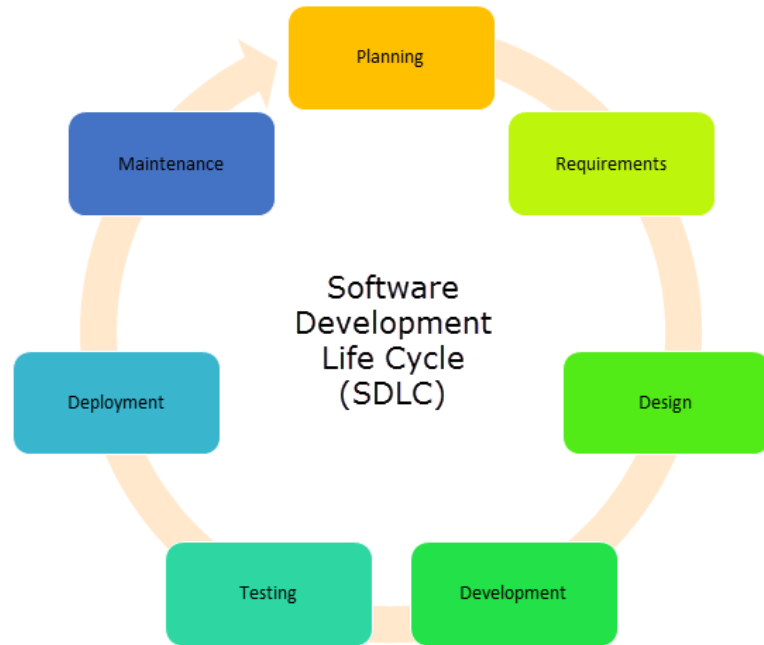 Planning
Requirements
Design
Development
Testing
Deployment
Maintenance
Software
Development
Life Cycle
(SDLC)